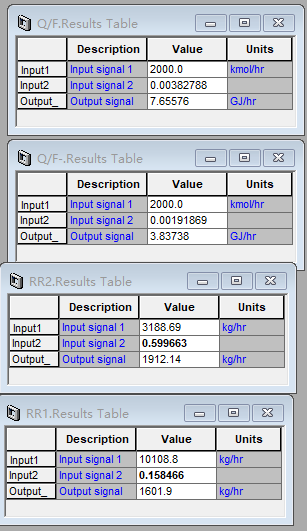 Q/F.Results Table
Description Value Units
Input1 Input signal 1 2000.0 kmol/hr
Input2 Input signal 2 0.00382788
Output_ Output signal 7.65576 GJ/hr
Q/F-.Results Table
Description Value Units
Input1 Input signal 1 2000.0 kmol/hr
Input2 Input signal 2 0.00191869
Output_ Output signal 3.83738 GJ/hr
RR2.Results Table
Description Value Units
Input1 Input signal 1 3188.69 kg/hr
Input2 Input signal 2 0.599663
Output_ Output signal 1912.14 kg/hr
RR1.Results Table
Description Value Units
Input1 Input signal 1 10108.8 kg/hr
Input2 Input signal 2 0.158466
Output_ Output signal 1601.9 kg/hr